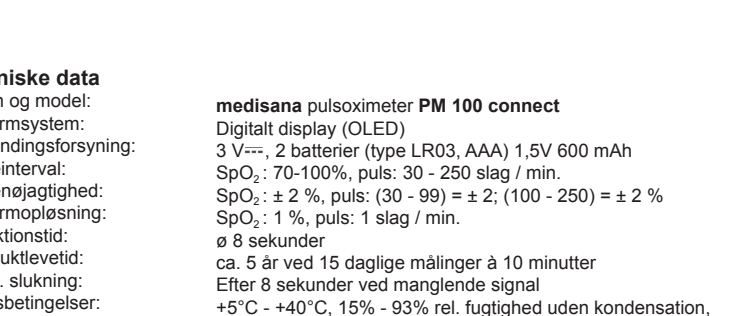 niske data
og model: medisana pulsoximeter PM 100 connect
rmsystem: Digitalt display (OLED)
ndingsforsyning: 3 V⎓, 2 batterier (type LR03, AAA) 1,5V 600 mAh
interval: SpO₂ : 70-100%, puls: 30 - 250 slag / min.
nøjagtighed: SpO₂ : ± 2 %, puls: (30 - 99) = ± 2; (100 - 250) = ± 2 %
rmopløsning: SpO₂ : 1 %, puls: 1 slag / min.
ktionstid: ø 8 sekunder
uktlevetid: ca. 5 år ved 15 daglige målinger à 10 minutter
. slukning: Efter 8 sekunder ved manglende signal
sbetingelser: +5°C - +40°C, 15% - 93% rel. fugtighed uden kondensation,